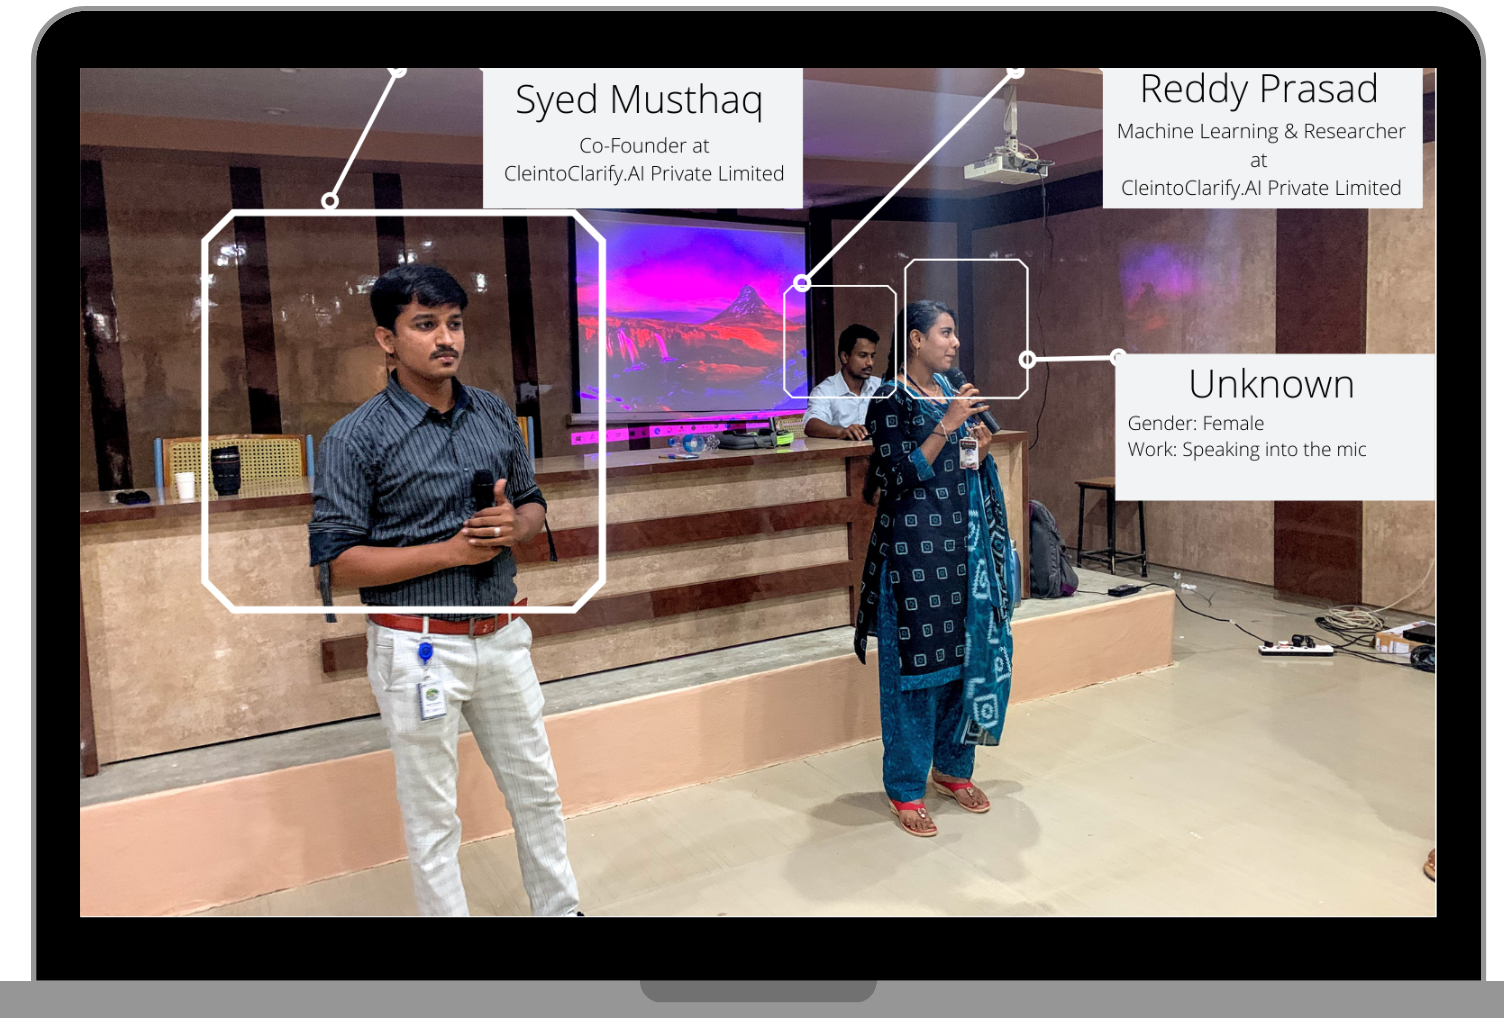 Syed Musthaq
Co-Founder at
CleintoClarify.AI Private Limited
Reddy Prasad
Machine Learning & Researcher
at
CleintoClarify.AI Private Limited
Unknown
Gender: Female
Work: Speaking into the mic